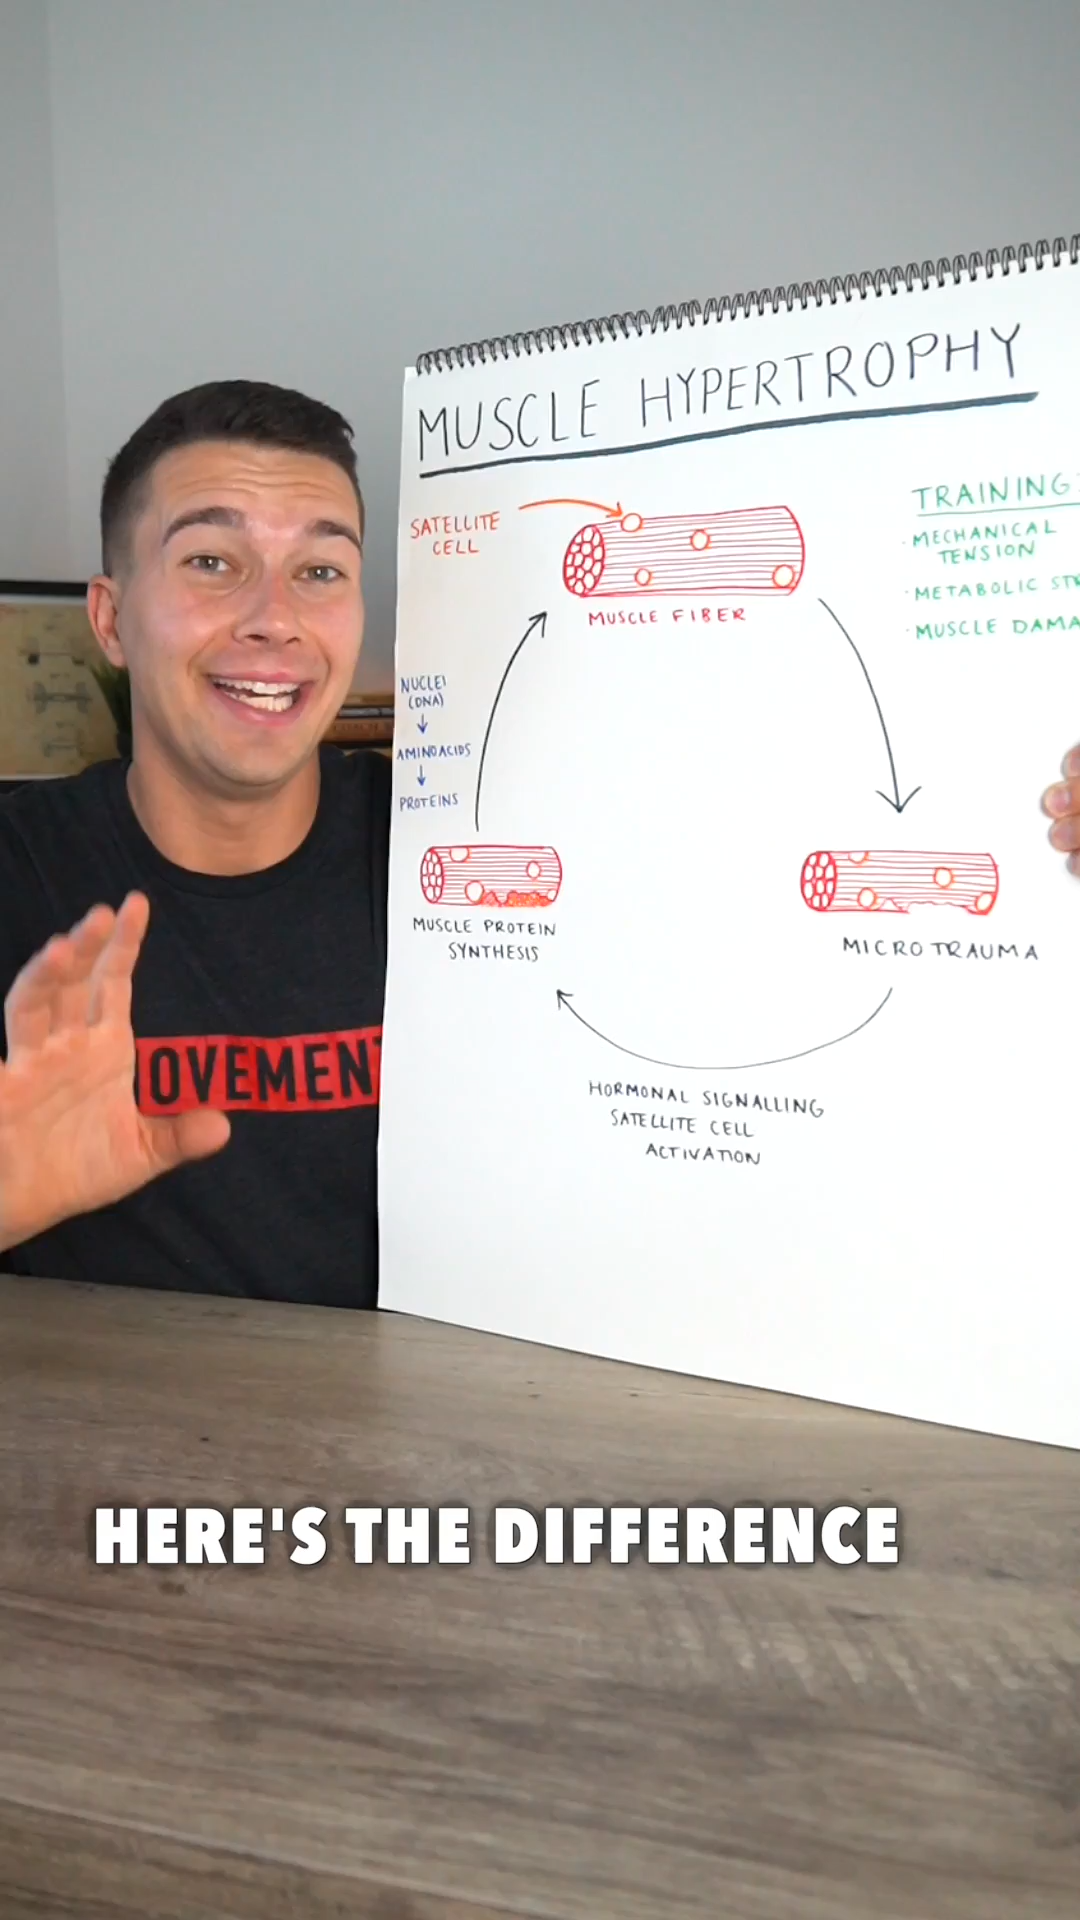 MUSCLE HYPERTROPHY
SATELLITE
CELL
MUSCLE FIBER
TRAINING
· MECHANICAL
TENSION
· METABOLIC
· MUSCLE
NUCLEI
(DNA)
AMINO ACIDS
PROTEINS
MUSCLE PROTEIN
SYNTHESIS
MICRO TRAUMA
HORMONAL SIGNALLING
SATELLITE CELL
ACTIVATION
OVEMEN
HERE'S THE DIFFERENCE